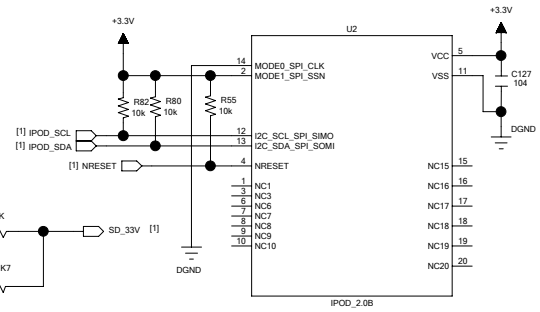 +3.3V
+3.3V
U2
14 MODE0_SPI_CLK
2 MODE1_SPI_SSN
VCC 5
VSS 11
C127
104
R82
10k
R80
10k
R55
10k
[1] IPOD_SCL
12 I2C_SCL_SPI_SIMO
[1] IPOD_SDA
13 I2C_SDA_SPI_SOMI
DGND
[1] NRESET
4 NRESET
NC15 15
1 NC1
NC16 16
3 NC3
6 NC6
NC17 17
7 NC7
8 NC8
NC18 18
9 NC9
10 NC10
NC19 19
K
SD_33V [1]
NC20 20
K7
DGND
IPOD_2.0B